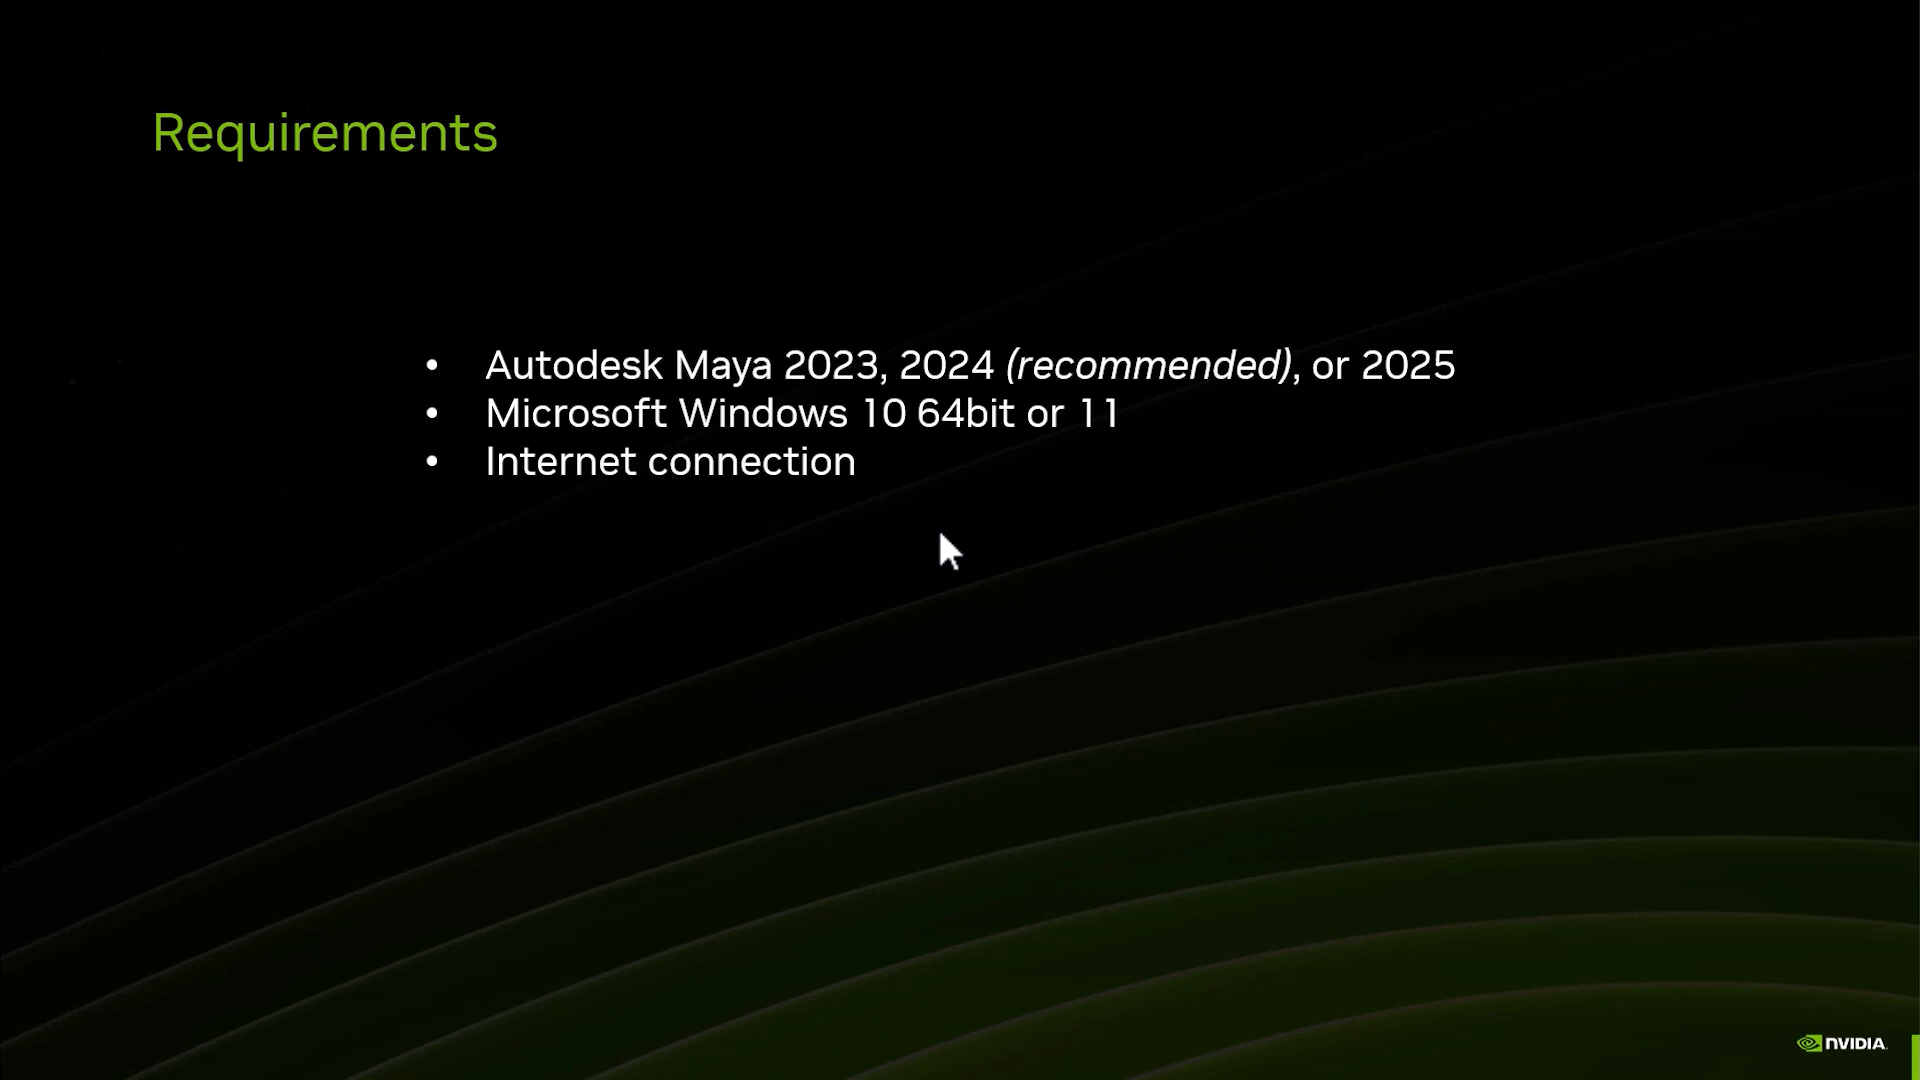 Requirements
• Autodesk Maya 2023, 2024 (recommended), or 2025
• Microsoft Windows 10 64bit or 11
• Internet connection
NVIDIA.